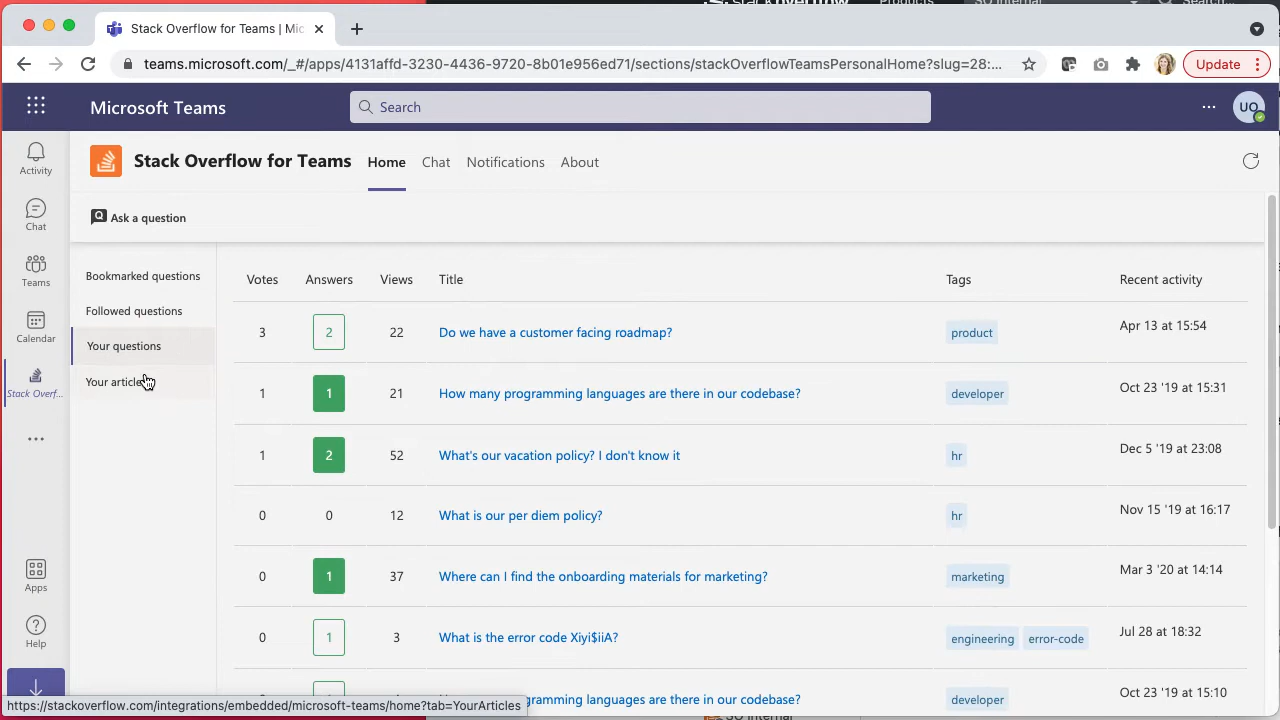 Products
Stack Overflow for Teams | Mic
teams.microsoft.com/_#/apps/4131affd-3230-4436-9720-8b01e956ed71/sections/stackOverflowTeamsPersonalHome?slug=28:...
Update
Microsoft Teams
Search
UO
Activity
Chat
Teams
Calendar
Stack Overf...
Apps
Help
Stack Overflow for Teams
Home
Chat
Notifications
About
Ask a question
Bookmarked questions
Followed questions
Your questions
Your article
Votes Answers Views Title Tags Recent activity
3 2 22 Do we have a customer facing roadmap? product Apr 13 at 15:54
1 1 21 How many programming languages are there in our codebase? developer Oct 23 '19 at 15:31
1 2 52 What's our vacation policy? I don't know it hr Dec 5 '19 at 23:08
0 0 12 What is our per diem policy? hr Nov 15 '19 at 16:17
0 1 37 Where can I find the onboarding materials for marketing? marketing Mar 3 '20 at 14:14
0 1 3 What is the error code Xiyi$iiA? engineering error-code Jul 28 at 18:32
gramming languages are there in our codebase? developer Oct 23 '19 at 15:10
https://stackoverflow.com/integrations/embedded/microsoft-teams/home?tab=YourArticles